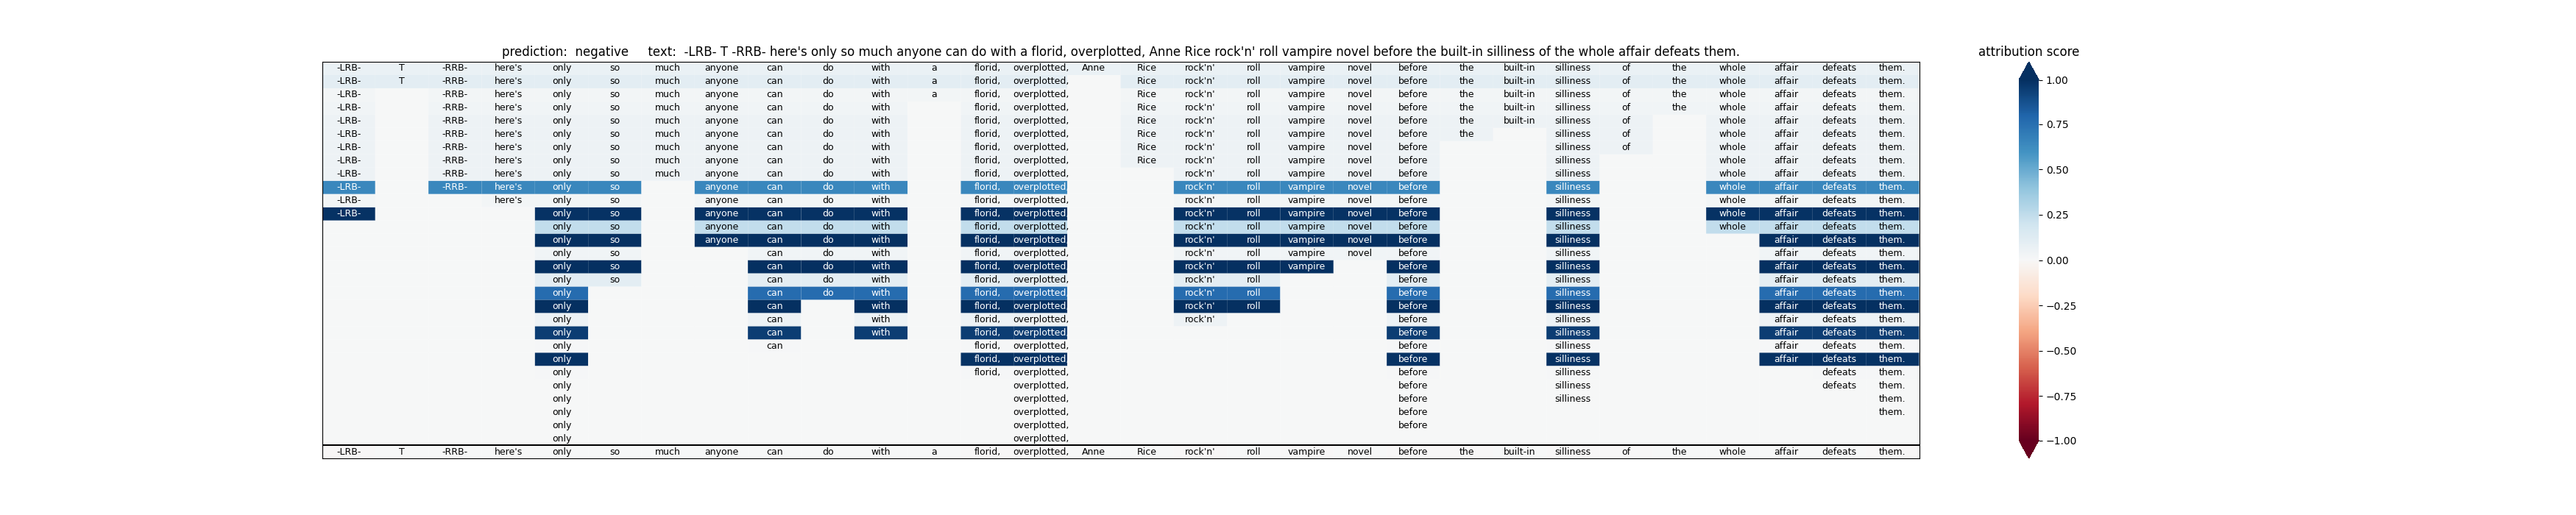 prediction: negative text: -LRB- T -RRB- here's only so much anyone can do with a florid, overplotted, Anne Rice rock'n' roll vampire novel before the built-in silliness of the whole affair defeats them.
attribution score
-LRB- T -RRB- here's only so much anyone can do with a florid, overplotted, Anne Rice rock'n' roll vampire novel before the built-in silliness of the whole affair defeats them.
-LRB- T -RRB- here's only so much anyone can do with a florid, overplotted, Rice rock'n' roll vampire novel before the built-in silliness of the whole affair defeats them.
-LRB- -RRB- here's only so much anyone can do with a florid, overplotted, Rice rock'n' roll vampire novel before the built-in silliness of the whole affair defeats them.
-LRB- -RRB- here's only so much anyone can do with florid, overplotted, Rice rock'n' roll vampire novel before the built-in silliness of the whole affair defeats them.
-LRB- -RRB- here's only so much anyone can do with florid, overplotted, Rice rock'n' roll vampire novel before the built-in silliness of whole affair defeats them.
-LRB- -RRB- here's only so much anyone can do with florid, overplotted, Rice rock'n' roll vampire novel before the silliness of whole affair defeats them.
-LRB- -RRB- here's only so much anyone can do with florid, overplotted, Rice rock'n' roll vampire novel before silliness of whole affair defeats them.
-LRB- -RRB- here's only so much anyone can do with florid, overplotted, Rice rock'n' roll vampire novel before silliness whole affair defeats them.
-LRB- -RRB- here's only so much anyone can do with florid, overplotted, rock'n' roll vampire novel before silliness whole affair defeats them.
-LRB- -RRB- here's only so anyone can do with florid, overplotted rock'n' roll vampire novel before silliness whole affair defeats them.
-LRB- here's only so anyone can do with florid, overplotted, rock'n' roll vampire novel before silliness whole affair defeats them.
-LRB- only so anyone can do with florid, overplotted rock'n' roll vampire novel before silliness whole affair defeats them.
only so anyone can do with florid, overplotted, rock'n' roll vampire novel before silliness whole affair defeats them.
only so anyone can do with florid, overplotted rock'n' roll vampire novel before silliness affair defeats them.
only so can do with florid, overplotted, rock'n' roll vampire novel before silliness affair defeats them.
only so can do with florid, overplotted rock'n' roll vampire before silliness affair defeats them.
only so can do with florid, overplotted, rock'n' roll before silliness affair defeats them.
only can do with florid, overplotted rock'n' roll before silliness affair defeats them.
only can with florid, overplotted rock'n' roll before silliness affair defeats them.
only can with florid, overplotted, rock'n' before silliness affair defeats them.
only can with florid, overplotted before silliness affair defeats them.
only can florid, overplotted, before silliness affair defeats them.
only florid, overplotted before silliness affair defeats them.
only florid, overplotted, before silliness defeats them.
only overplotted, before silliness defeats them.
only overplotted, before silliness them.
only overplotted, before them.
only overplotted, before
only overplotted,
-LRB- T -RRB- here's only so much anyone can do with a florid, overplotted, Anne Rice rock'n' roll vampire novel before the built-in silliness of the whole affair defeats them.
1.00
0.75
0.50
0.25
0.00
−0.25
−0.50
−0.75
−1.00